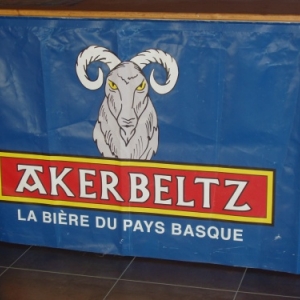 AKERBELTZ
LA BIÈRE DU PAYS BASQUE